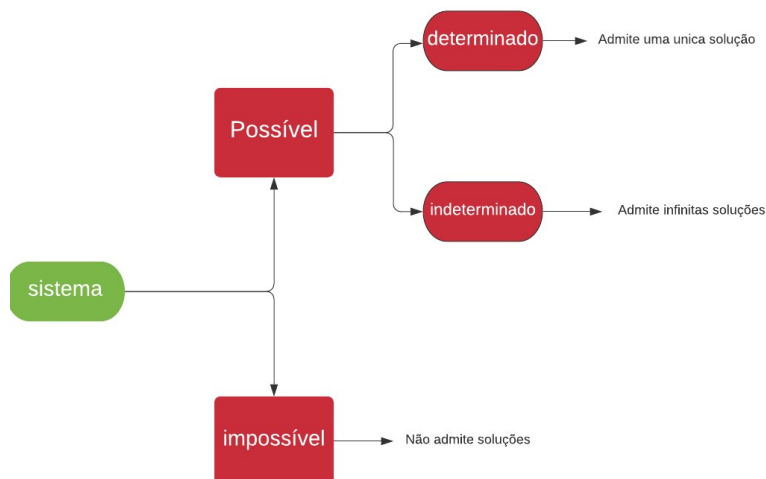 determinado
Admite uma unica solução
Possível
indeterminado
Admite infinitas soluções
sistema
impossível
Não admite soluções